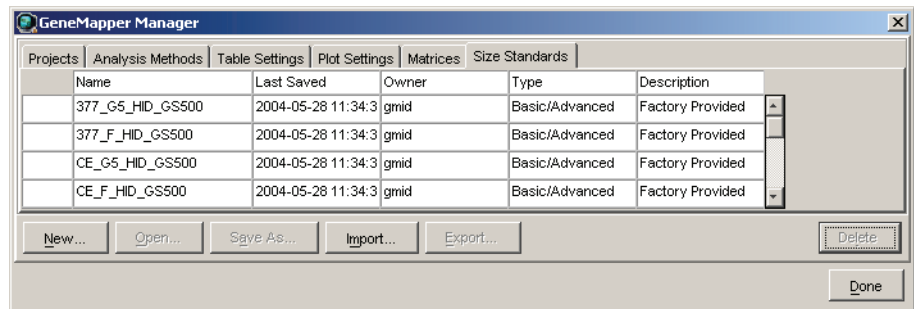 GeneMapper Manager
Projects Analysis Methods Table Settings Plot Settings Matrices Size Standards
Name Last Saved Owner Type Description
377_G5_HID_GS500 2004-05-28 11:34:3 gmid Basic/Advanced Factory Provided
377_F_HID_GS500 2004-05-28 11:34:3 gmid Basic/Advanced Factory Provided
CE_G5_HID_GS500 2004-05-28 11:34:3 gmid Basic/Advanced Factory Provided
CE_F_HID_GS500 2004-05-28 11:34:3 gmid Basic/Advanced Factory Provided
New... Open... Save As... Import... Export... Delete
Done